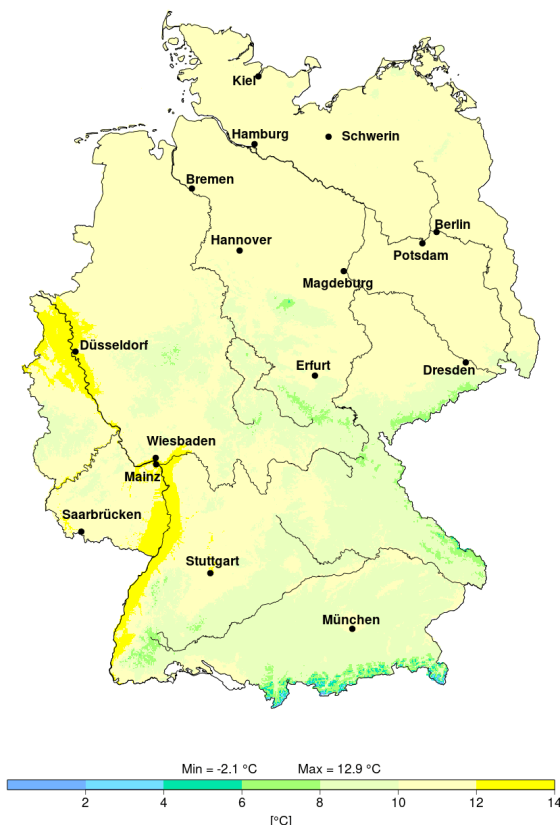 Kiel
Hamburg
Schwerin
Bremen
Berlin
Hannover
Potsdam
Magdeburg
Düsseldorf
Erfurt
Dresden
Wiesbaden
Mainz
Saarbrücken
Stuttgart
München
Min = -2.1 °C Max = 12.9 °C
2 4 6 8 10 12 14
[°C]